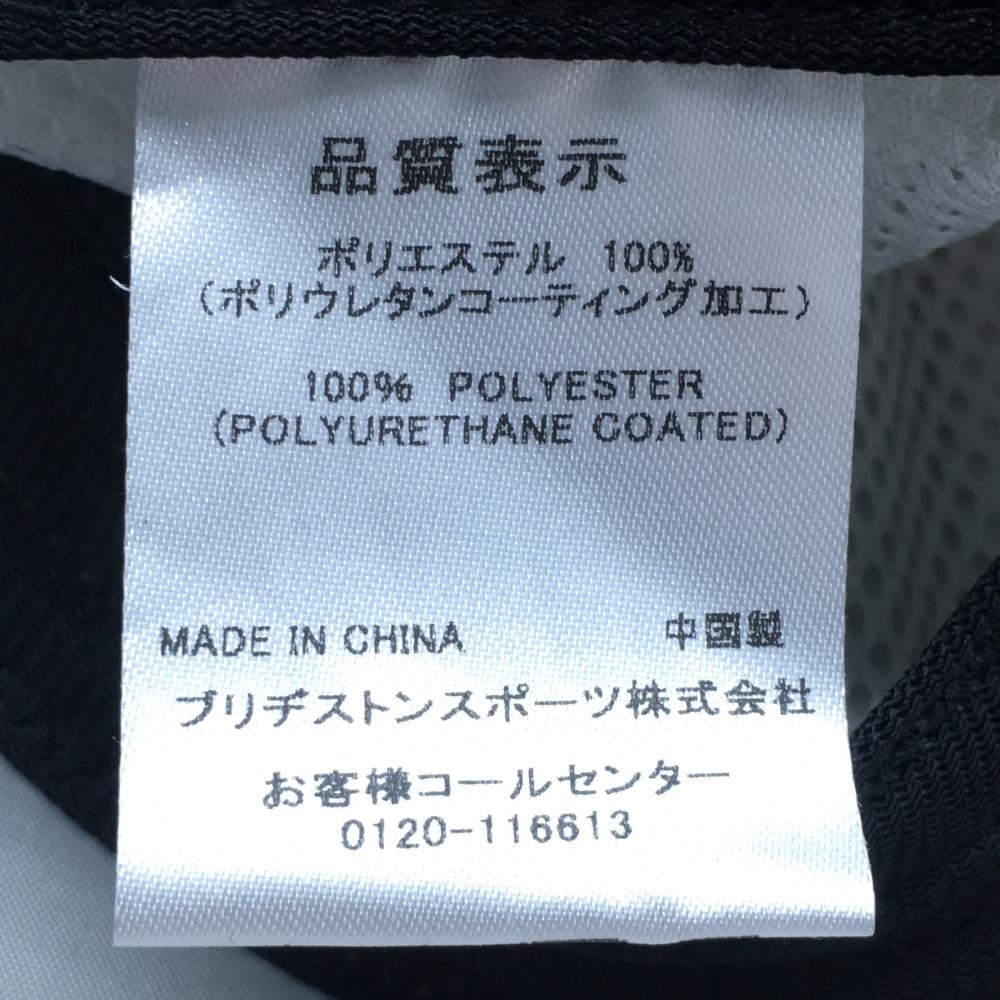 品質表示
ポリエステル 100%
(ポリウレタンコーティング加工)
100% POLYESTER
(POLYURETHANE COATED)
MADE IN CHINA 中国製
ブリヂストンスポーツ株式会社
お客様コールセンター
0120-116613